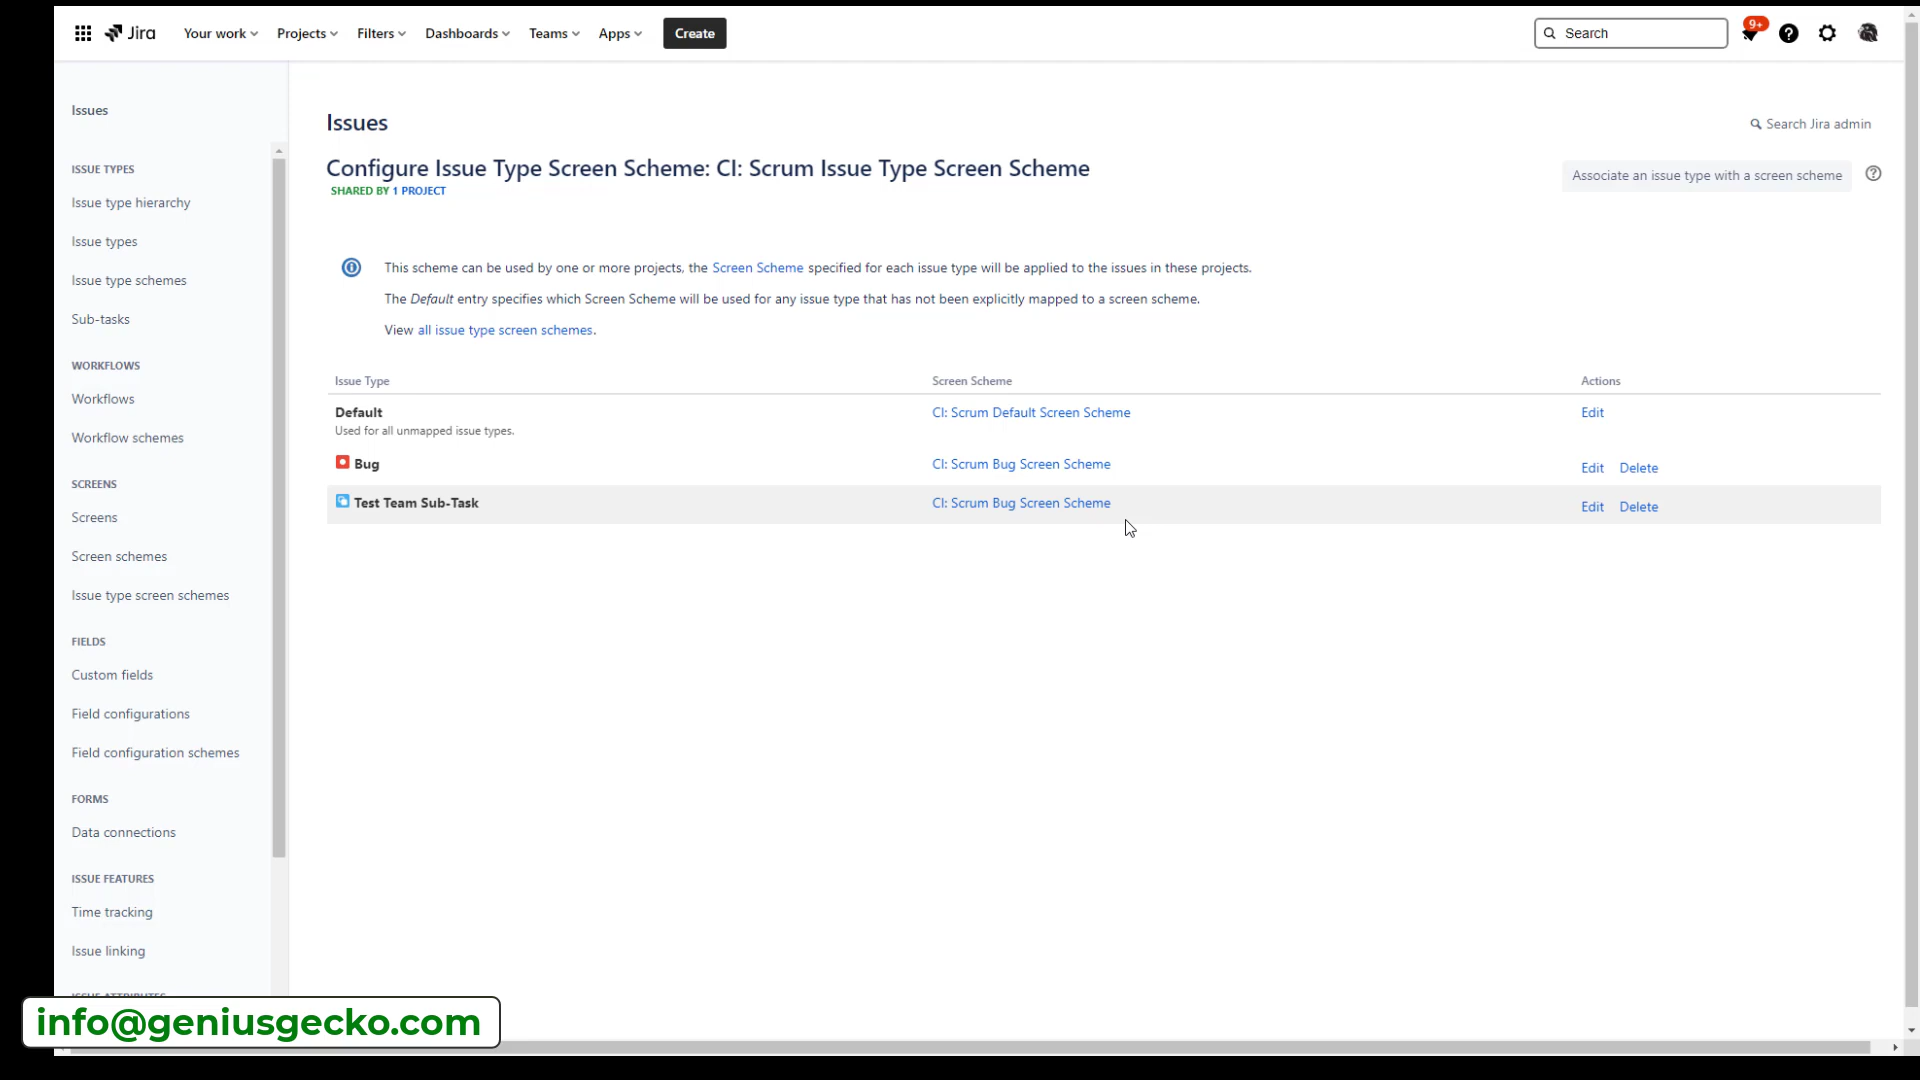 Jira
Your work
Projects
Filters
Dashboards
Teams
Apps
Create
Search
9+
Issues
ISSUE TYPES
Issue type hierarchy
Issue types
Issue type schemes
Sub-tasks
WORKFLOWS
Workflows
Workflow schemes
SCREENS
Screens
Screen schemes
Issue type screen schemes
FIELDS
Custom fields
Field configurations
Field configuration schemes
FORMS
Data connections
ISSUE FEATURES
Time tracking
Issue linking
ISSUE ATTRIBUTES
Issues
Search Jira admin
Configure Issue Type Screen Scheme: CI: Scrum Issue Type Screen Scheme
SHARED BY 1 PROJECT
Associate an issue type with a screen scheme
This scheme can be used by one or more projects, the Screen Scheme specified for each issue type will be applied to the issues in these projects.
The Default entry specifies which Screen Scheme will be used for any issue type that has not been explicitly mapped to a screen scheme.
View all issue type screen schemes.
Issue Type Screen Scheme Actions
Default CI: Scrum Default Screen Scheme Edit
Used for all unmapped issue types.
Bug CI: Scrum Bug Screen Scheme Edit Delete
Test Team Sub-Task CI: Scrum Bug Screen Scheme Edit Delete
info@geniusgecko.com